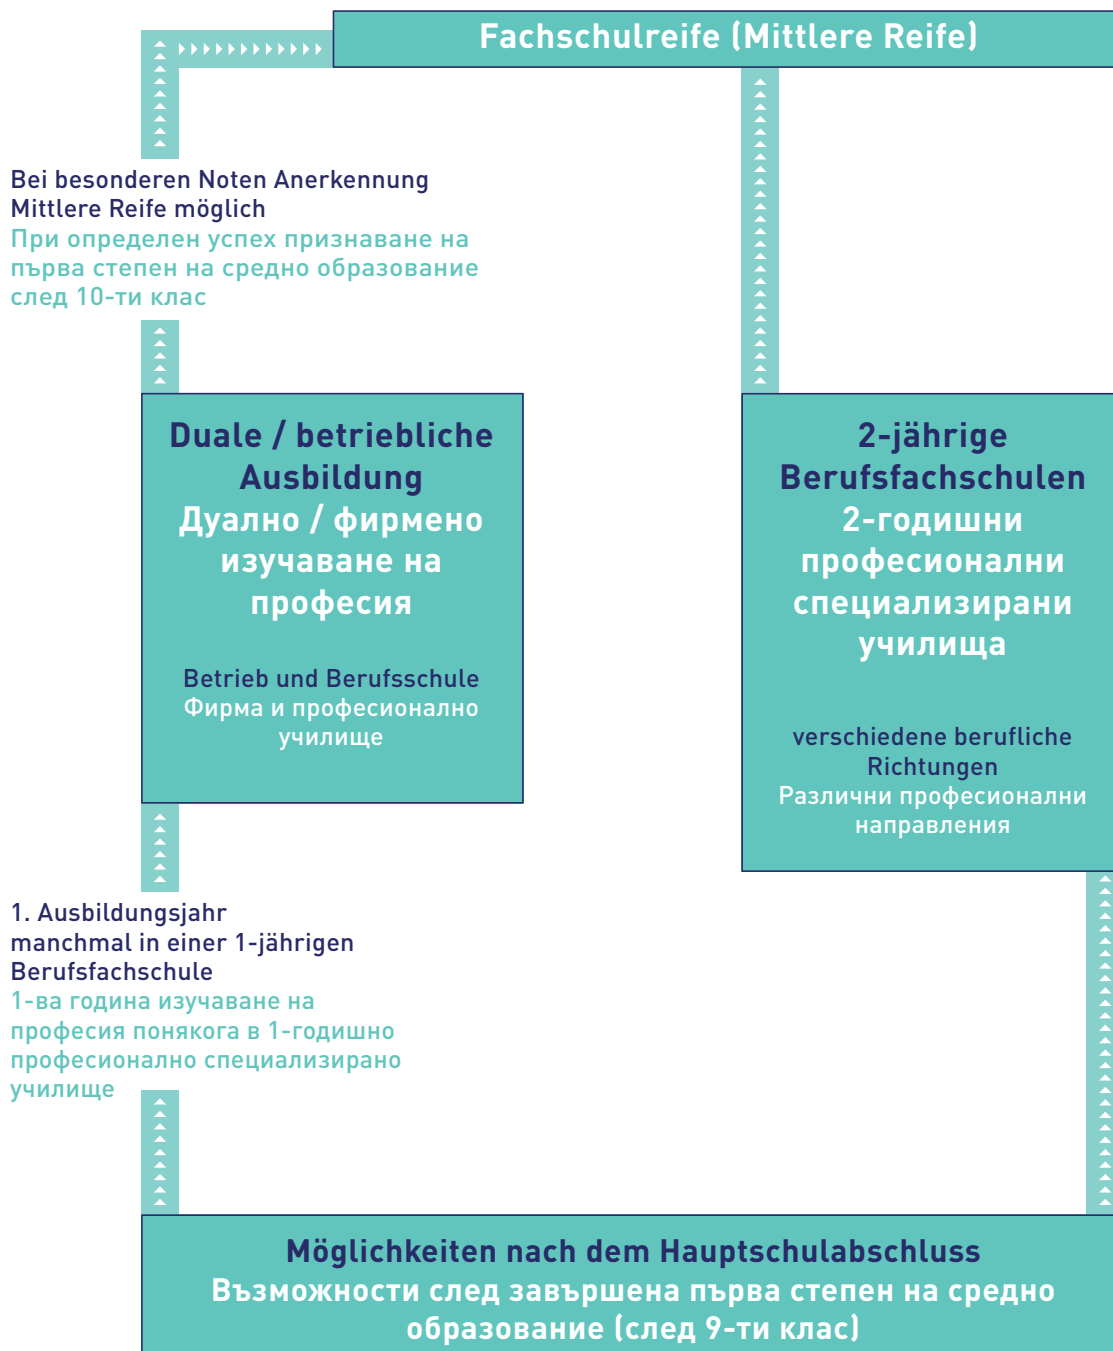 Fachschulreife (Mittlere Reife)
Bei besonderen Noten Anerkennung
Mittlere Reife möglich
При определен успех признаване на
първа степен на средно образование
след 10-ти клас
Duale / betriebliche
Ausbildung
Дуално / фирмено
изучаване на
професия
Betrieb und Berufsschule
Фирма и професионално
училище
2-jährige
Berufsfachschulen
2-годишни
професионални
специализирани
училища
verschiedene berufliche
Richtungen
Различни професионални
направления
1. Ausbildungsjahr
manchmal in einer 1-jährigen
Berufsfachschule
1-ва година изучаване на
професия понякога в 1-годишно
професионално специализирано
училище
Möglichkeiten nach dem Hauptschulabschluss
Възможности след завършена първа степен на средно
образование (след 9-ти клас)